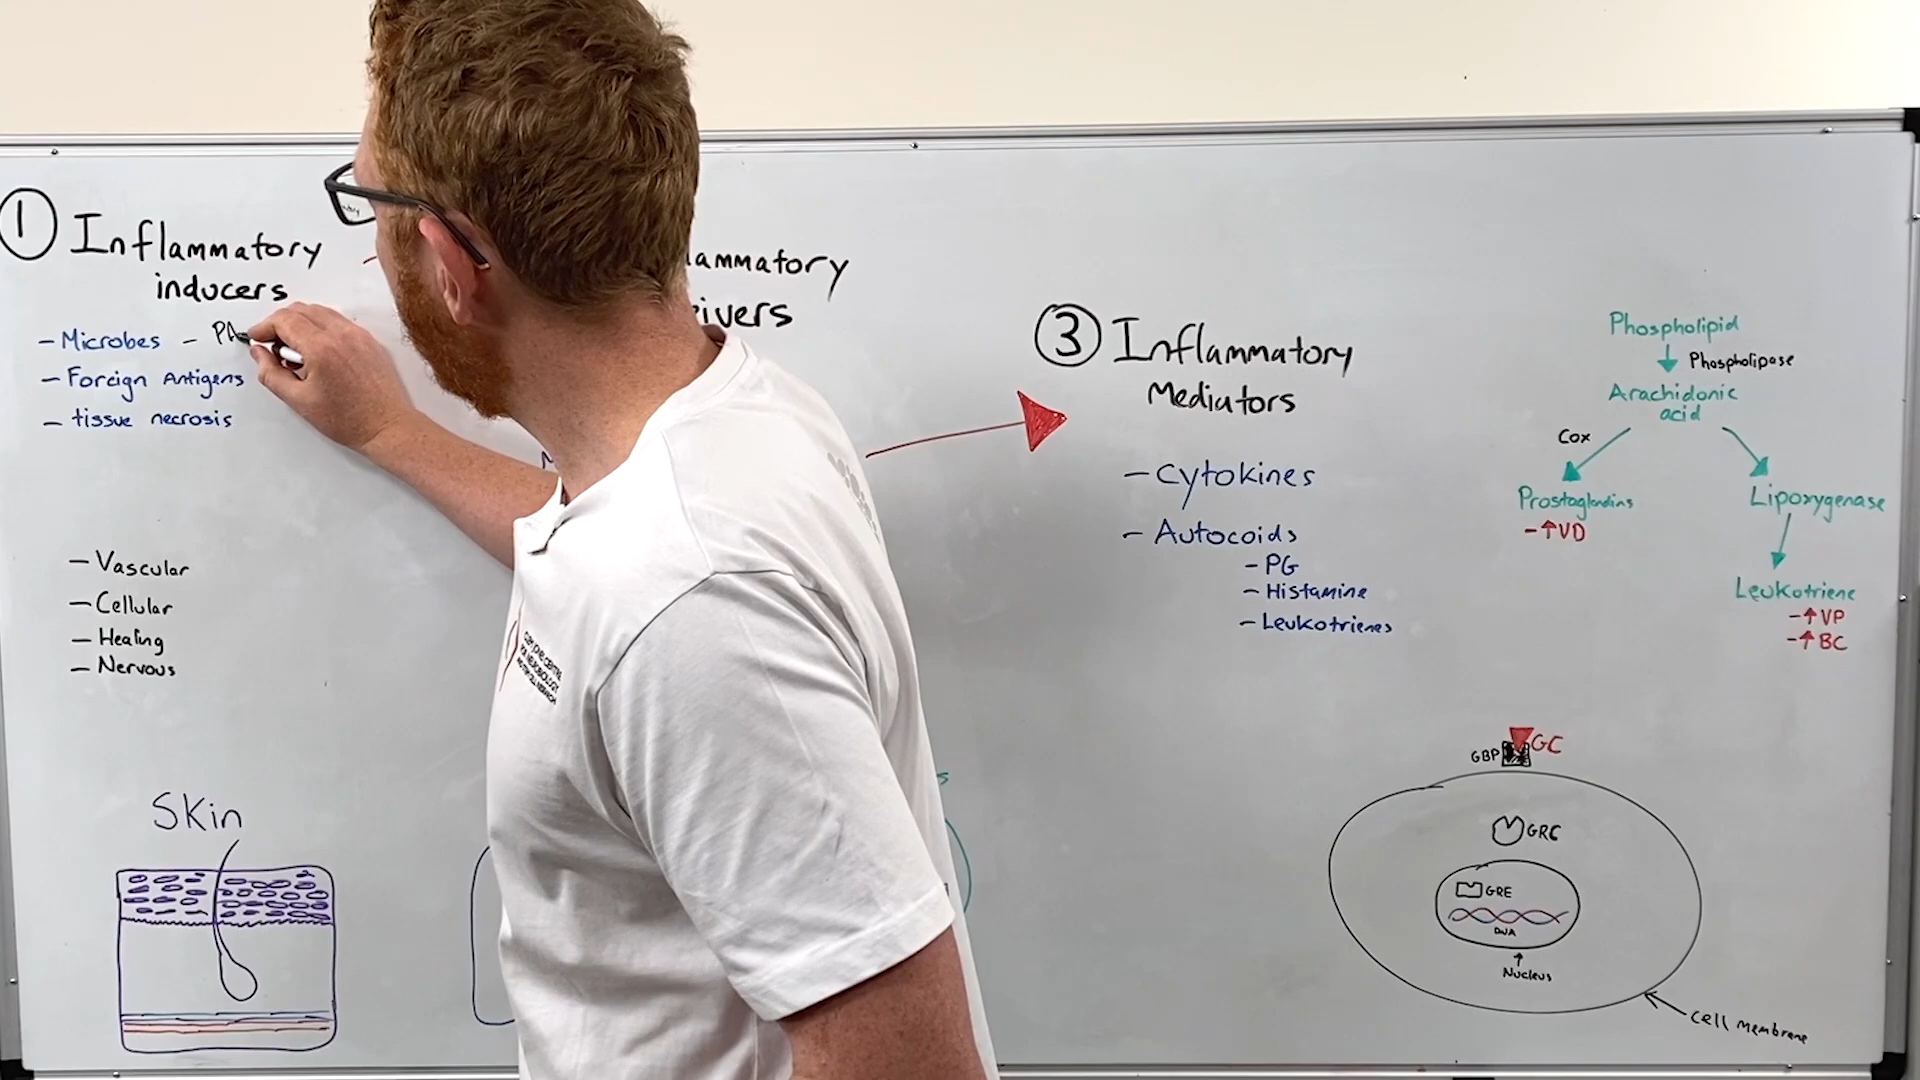 1 Inflammatory
inducers
- Microbes - PA
- Foreign Antigens
- tissue necrosis
- Vascular
- Cellular
- Healing
- Nervous
Skin
ammatory
ivers
3 Inflammatory
Mediators
- Cytokines
- Autocoids
- PG
- Histamine
- Leukotrienes
Phospholipid
Phospholipase
Arachidonic
acid
Cox
Prostaglandins
- ↑VD
Lipoxygenase
Leukotriene
- ↑VP
- ↑BC
GBP GC
GRC
GRE
DNA
Nucleus
cell membrane